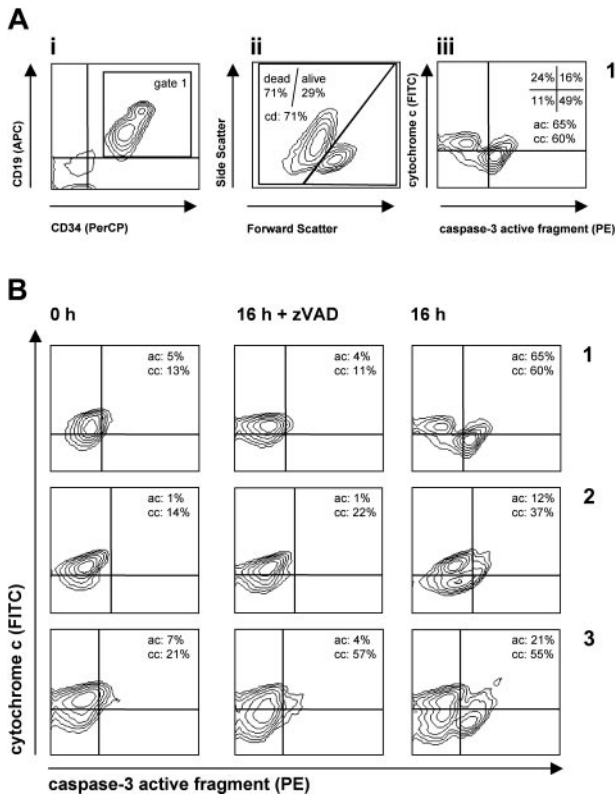 A
i
ii
iii
gate 1
CD19 (APC)
CD34 (PerCP)
dead alive
71% 29%
cd: 71%
Side Scatter
Forward Scatter
1
24% 16%
11% 49%
ac: 65%
cc: 60%
cytochrome c (FITC)
caspase-3 active fragment (PE)
B
0 h
16 h + zVAD
16 h
ac: 5%
cc: 13%
ac: 4%
cc: 11%
ac: 65%
cc: 60%
1
ac: 1%
cc: 14%
ac: 1%
cc: 22%
ac: 12%
cc: 37%
2
ac: 7%
cc: 21%
ac: 4%
cc: 57%
ac: 21%
cc: 55%
3
cytochrome c (FITC)
caspase-3 active fragment (PE)